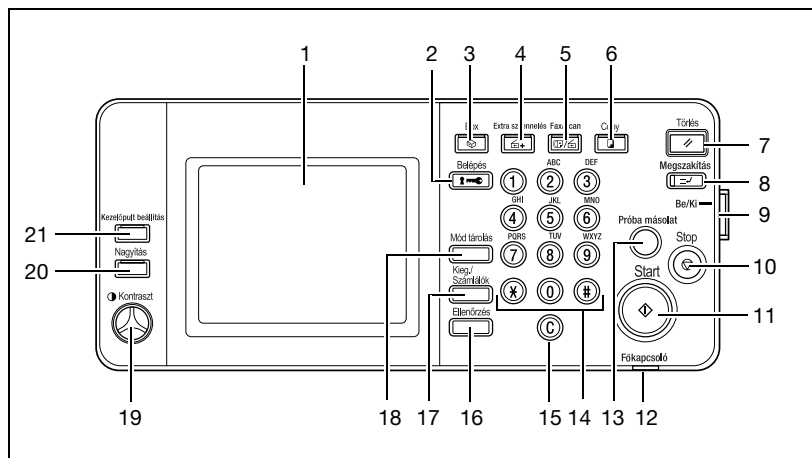 1
2
3
4
5
6
Box
Extra szkennelés
Fax/Scan
Copy
Törlés
7
Belépés
ABC
DEF
1
2
3
Megszakítás
8
GHI
JKL
MNO
4
5
6
Be/Ki
9
Kezelőpult beállítás
21
Próba másolat
Stop
10
Mód tárolás
PQRS
TUV
WXYZ
7
8
9
Nagyítás
20
Kieg./
Számlálók
0
#
Start
11
Kontraszt
Ellenőrzés
C
Főkapcsoló
19
18
17
16
15
14
13
12